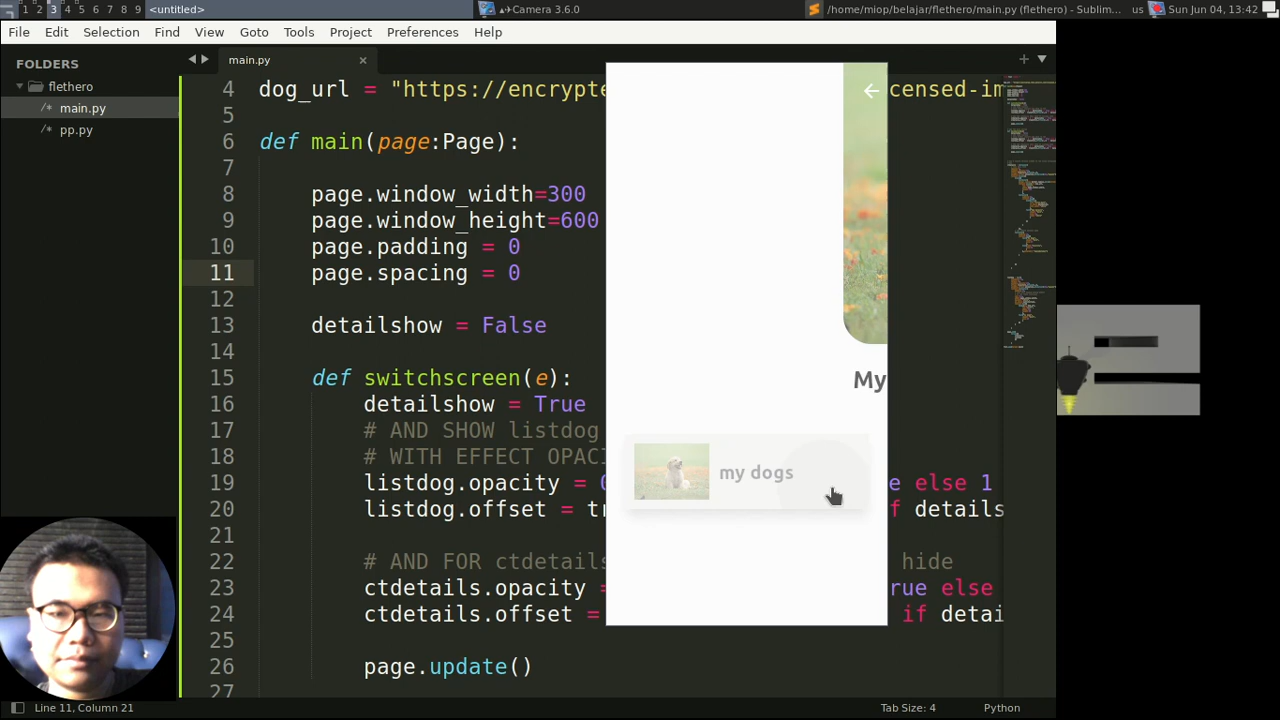 1 2 3 4 5 6 7 8 9 <untitled> Camera 3.6.0 /home/miop/belajar/flethero/main.py (flethero) - Sublim... us Sun Jun 04, 13:42
File Edit Selection Find View Goto Tools Project Preferences Help
FOLDERS
flethero
/* main.py
/* pp.py
main.py ×
4 dog_url = "https://encrypte censed-im
5
6 def main(page:Page):
7
8 page.window_width=300
9 page.window_height=600
10 page.padding = 0
11 page.spacing = 0
12
13 detailshow = False
14
15 def switchscreen(e):
16 detailshow = True
17 # AND SHOW listdog
18 # WITH EFFECT OPAC
19 listdog.opacity = e else 1
20 listdog.offset = tr f details
21
22 # AND FOR ctdetails hide
23 ctdetails.opacity = rue else
24 ctdetails.offset = if detai
25
26 page.update()
27
My
my dogs
Line 11, Column 21 Tab Size: 4 Python